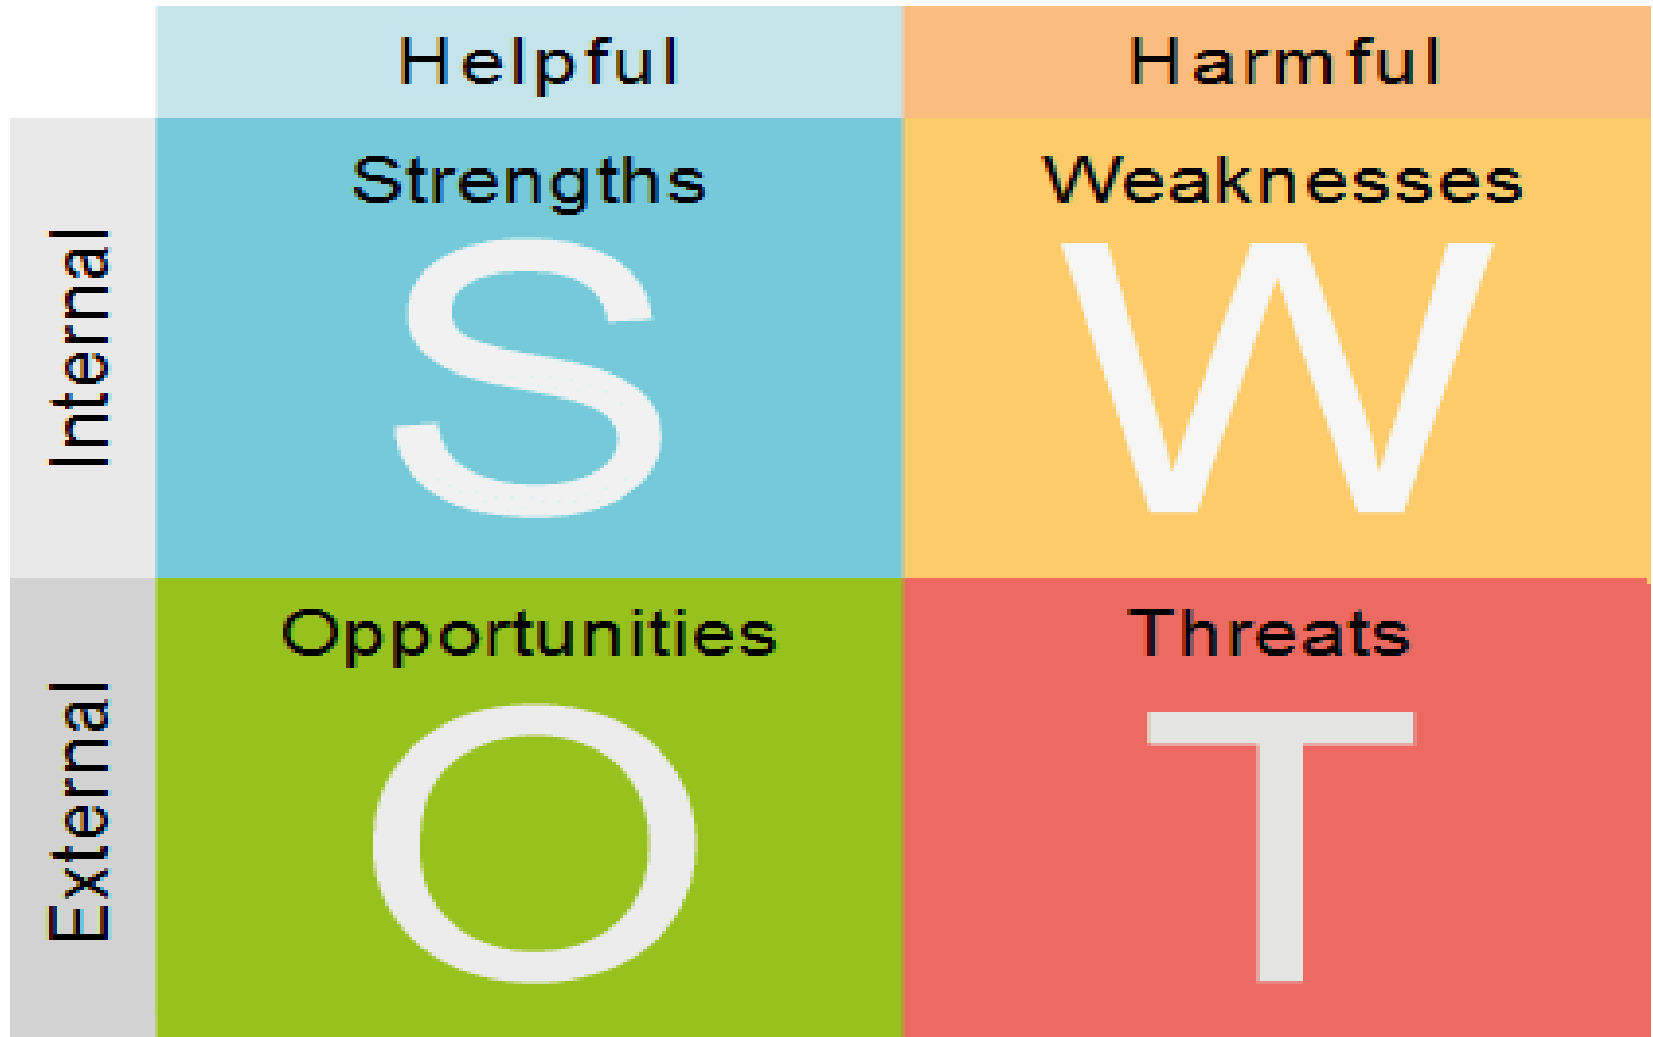 Helpful
Harmful
Internal
Strengths
S
Weaknesses
W
External
Opportunities
O
Threats
T